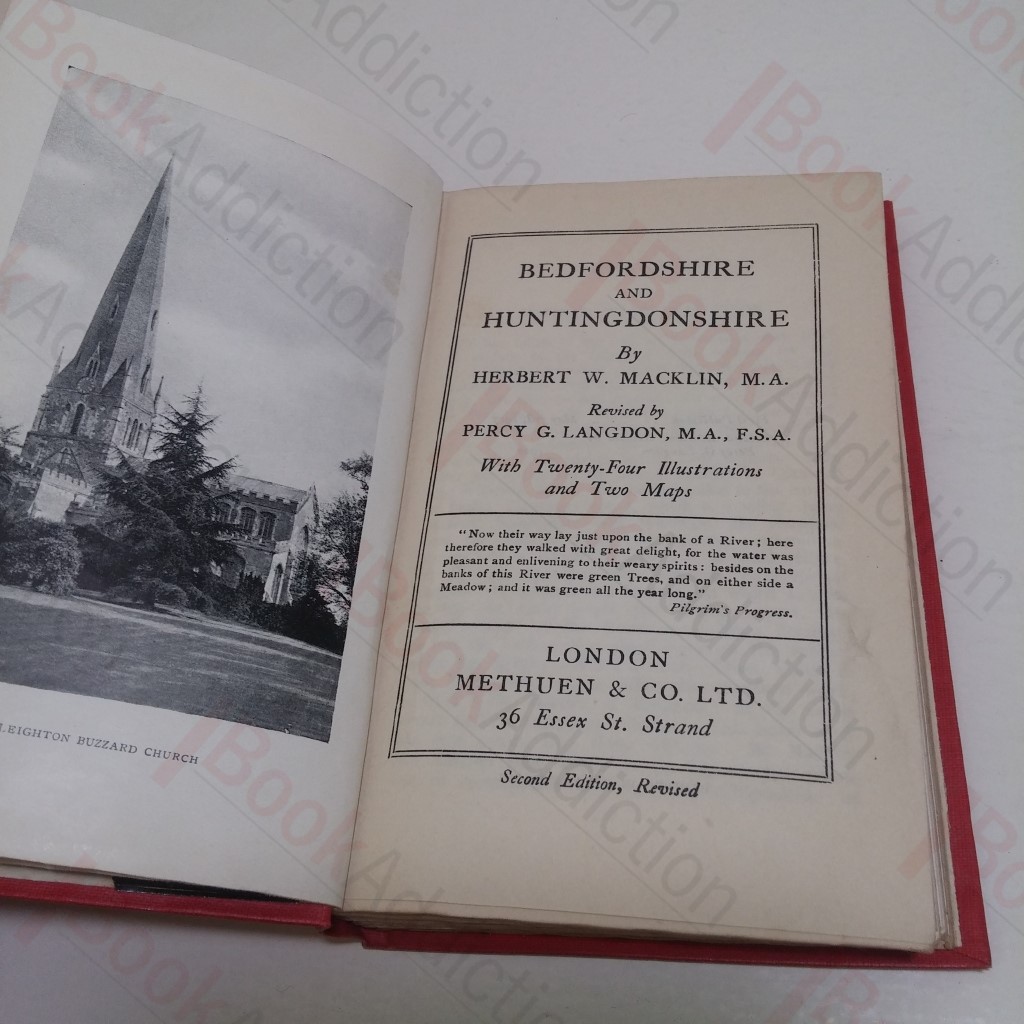 LEIGHTON BUZZARD CHURCH
BEDFORDSHIRE
AND
HUNTINGDONSHIRE
By
HERBERT W. MACKLIN, M.A.
Revised by
PERCY G. LANGDON, M.A., F.S.A.
With Twenty-Four Illustrations
and Two Maps
"Now their way lay just upon the bank of a River; here
therefore they walked with great delight, for the water was
pleasant and enlivening to their weary spirits: besides on the
banks of this River were green Trees, and on either side a
Meadow; and it was green all the year long."
Pilgrim's Progress.
LONDON
METHUEN & CO. LTD.
36 Essex St. Strand
Second Edition, Revised
BookAddiction